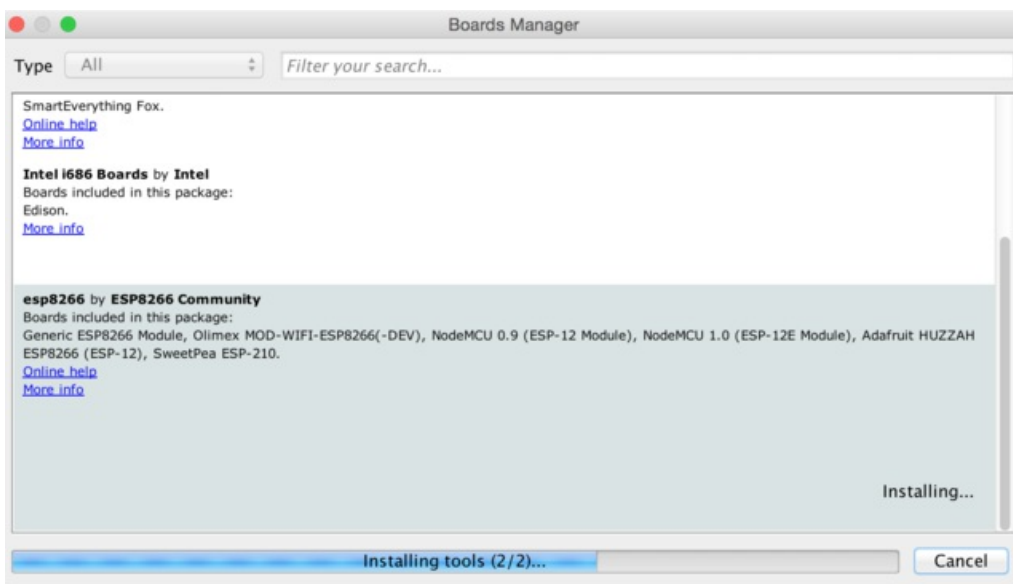 Boards Manager
Type All Filter your search...
SmartEverything Fox.
Online help
More info
Intel i686 Boards by Intel
Boards included in this package:
Edison.
More info
esp8266 by ESP8266 Community
Boards included in this package:
Generic ESP8266 Module, Olimex MOD-WIFI-ESP8266(-DEV), NodeMCU 0.9 (ESP-12 Module), NodeMCU 1.0 (ESP-12E Module), Adafruit HUZZAH
ESP8266 (ESP-12), SweetPea ESP-210.
Online help
More info
Installing...
Installing tools (2/2)... Cancel